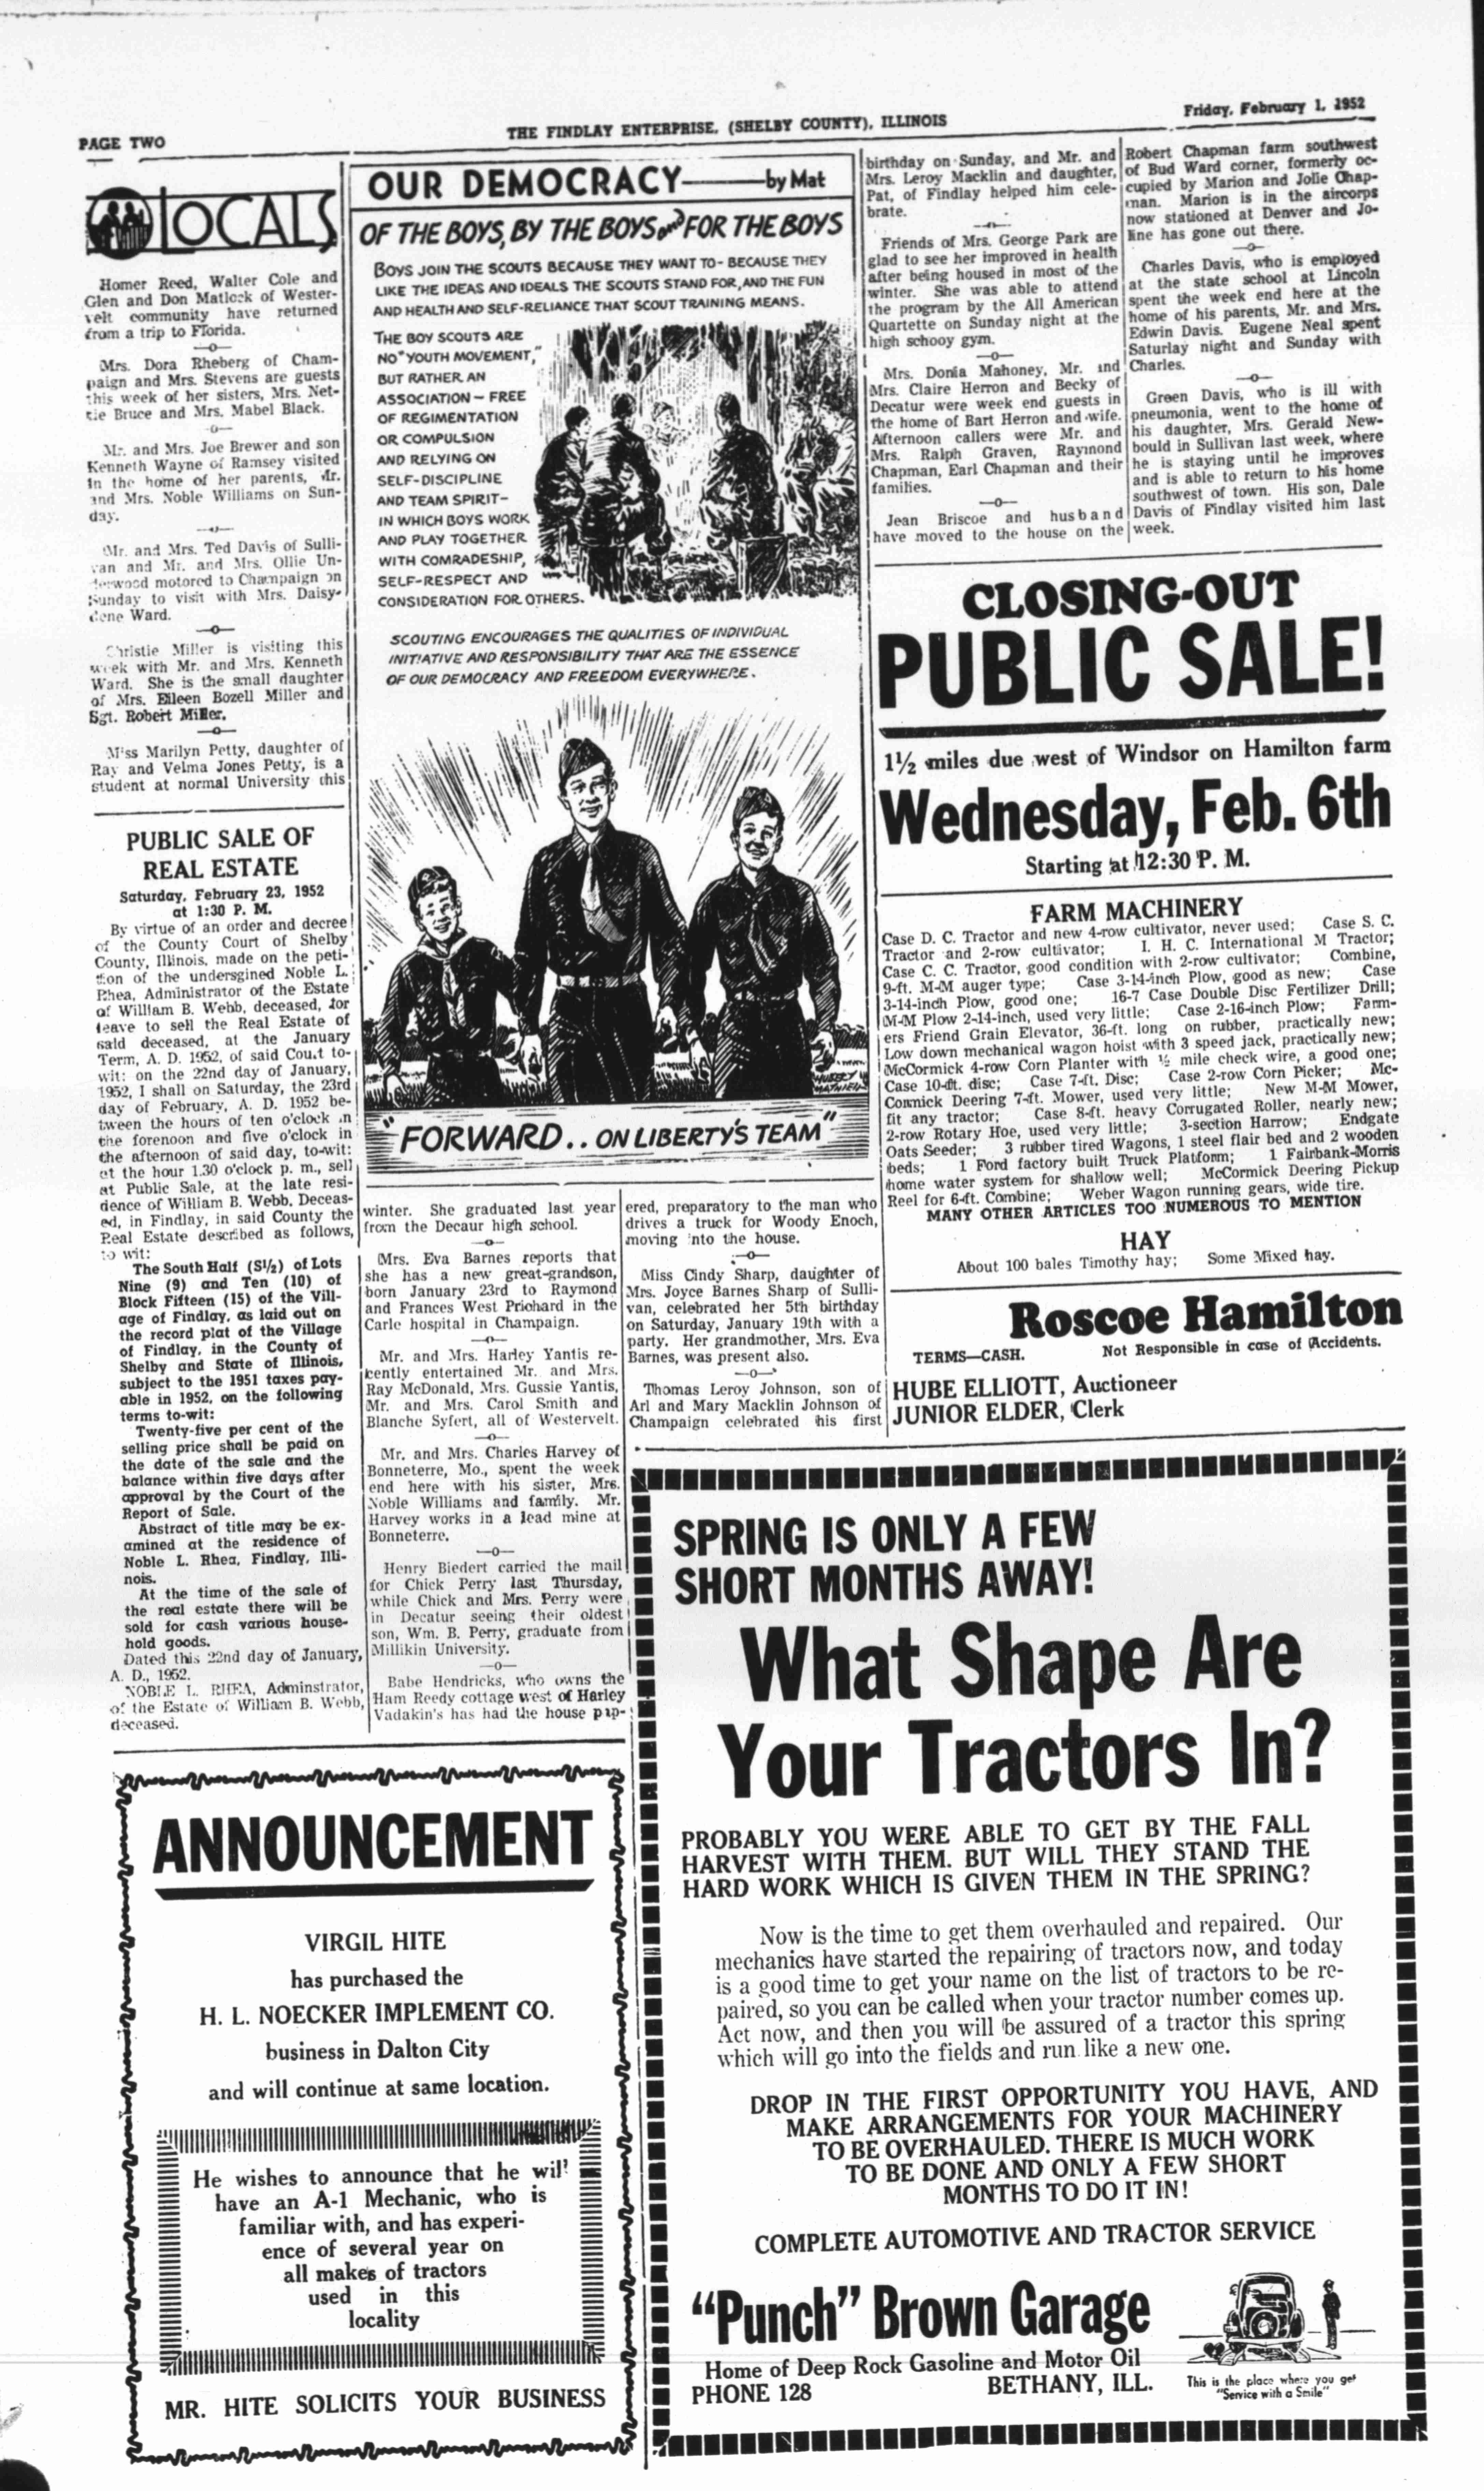 PAGE TWO
THE FINDLAY ENTERPRISE, (SHELBY COUNTY), ILLINOIS
Friday, February 1, 1952
LOCALS
Homer Reed, Walter Cole and
Glen and Don Matlock of Wester-
velt community have returned
from a trip to Florida.
—o—
Mrs. Dora Rheberg of Cham-
paign and Mrs. Stevens are guests
this week of her sisters, Mrs. Net-
tie Bruce and Mrs. Mabel Black.
—o—
Mr. and Mrs. Joe Brewer and son
Kenneth Wayne of Ramsey visited
in the home of her parents, Mr.
and Mrs. Noble Williams on Sun-
day.
—o—
Mr. and Mrs. Ted Davis of Sulli-
van and Mr. and Mrs. Ollie Un-
derwood motored to Champaign on
Sunday to visit with Mrs. Daisy-
dene Ward.
—o—
Christie Miller is visiting this
week with Mr. and Mrs. Kenneth
Ward. She is the small daughter
of Mrs. Eileen Bozell Miller and
Sgt. Robert Miller.
—o—
Miss Marilyn Petty, daughter of
Ray and Velma Jones Petty, is a
student at normal University this
PUBLIC SALE OF
REAL ESTATE
Saturday, February 23, 1952
at 1:30 P. M.
By virtue of an order and decree
of the County Court of Shelby
County, Illinois, made on the peti-
tion of the undersgined Noble L.
Rhea, Administrator of the Estate
of William B. Webb, deceased, for
leave to sell the Real Estate of
said deceased, at the January
Term, A. D. 1952, of said Court to-
wit: on the 22nd day of January,
1952, I shall on Saturday, the 23rd
day of February, A. D. 1952 be-
tween the hours of ten o'clock in
the forenoon and five o'clock in
the afternoon of said day, to-wit:
at the hour 1.30 o'clock p. m., sell
at Public Sale, at the late resi-
dence of William B. Webb, Deceas-
ed, in Findlay, in said County the
Real Estate described as follows,
to wit:
The South Half (S½) of Lots
Nine (9) and Ten (10) of
Block Fifteen (15) of the Vill-
age of Findlay, as laid out on
the record plat of the Village
of Findlay, in the County of
Shelby and State of Illinois,
subject to the 1951 taxes pay-
able in 1952, on the following
terms to-wit:
Twenty-five per cent of the
selling price shall be paid on
the date of the sale and the
balance within five days after
approval by the Court of the
Report of Sale.
Abstract of title may be ex-
amined at the residence of
Noble L. Rhea, Findlay, Illi-
nois.
At the time of the sale of
the real estate there will be
sold for cash various house-
hold goods.
Dated this 22nd day of January,
A. D., 1952.
NOBLE L. RHEA, Adminstrator,
of the Estate of William B. Webb,
deceased.
OUR DEMOCRACY——by Mat
OF THE BOYS, BY THE BOYS and FOR THE BOYS
BOYS JOIN THE SCOUTS BECAUSE THEY WANT TO- BECAUSE THEY
LIKE THE IDEAS AND IDEALS THE SCOUTS STAND FOR, AND THE FUN
AND HEALTH AND SELF-RELIANCE THAT SCOUT TRAINING MEANS.
THE BOY SCOUTS ARE
NO "YOUTH MOVEMENT,"
BUT RATHER AN
ASSOCIATION – FREE
OF REGIMENTATION
OR COMPULSION
AND RELYING ON
SELF-DISCIPLINE
AND TEAM SPIRIT–
IN WHICH BOYS WORK
AND PLAY TOGETHER
WITH COMRADESHIP,
SELF-RESPECT AND
CONSIDERATION FOR OTHERS.
SCOUTING ENCOURAGES THE QUALITIES OF INDIVIDUAL
INITIATIVE AND RESPONSIBILITY THAT ARE THE ESSENCE
OF OUR DEMOCRACY AND FREEDOM EVERYWHERE.
HUBERT MATHIEU
"FORWARD . . ON LIBERTY'S TEAM"
winter. She graduated last year
from the Decaur high school.
—o—
Mrs. Eva Barnes reports that
she has a new great-grandson,
born January 23rd to Raymond
and Frances West Prichard in the
Carle hospital in Champaign.
—o—
Mr. and Mrs. Harley Yantis re-
cently entertained Mr. and Mrs.
Ray McDonald, Mrs. Gussie Yantis,
Mr. and Mrs. Carol Smith and
Blanche Syfert, all of Westervelt.
—o—
Mr. and Mrs. Charles Harvey of
Bonneterre, Mo., spent the week
end here with his sister, Mrs.
Noble Williams and family. Mr.
Harvey works in a lead mine at
Bonneterre.
—o—
Henry Biedert carried the mail
for Chick Perry last Thursday,
while Chick and Mrs. Perry were
in Decatur seeing their oldest
son, Wm. B. Perry, graduate from
Millikin University.
—o—
Babe Hendricks, who owns the
Ham Reedy cottage west of Harley
Vadakin's has had the house pap-
ered, preparatory to the man who
drives a truck for Woody Enoch,
moving into the house.
—o—
Miss Cindy Sharp, daughter of
Mrs. Joyce Barnes Sharp of Sulli-
van, celebrated her 5th birthday
on Saturday, January 19th with a
party. Her grandmother, Mrs. Eva
Barnes, was present also.
—o—
Thomas Leroy Johnson, son of
Arl and Mary Macklin Johnson of
Champaign celebrated his first
birthday on Sunday, and Mr. and
Mrs. Leroy Macklin and daughter,
Pat, of Findlay helped him cele-
brate.
—o—
Friends of Mrs. George Park are
glad to see her improved in health
after being housed in most of the
winter. She was able to attend
the program by the All American
Quartette on Sunday night at the
high schooy gym.
—o—
Mrs. Donia Mahoney, Mr. and
Mrs. Claire Herron and Becky of
Decatur were week end guests in
the home of Bart Herron and wife.
Afternoon callers were Mr. and
Mrs. Ralph Graven, Raymond
Chapman, Earl Chapman and their
families.
—o—
Jean Briscoe and husband
have moved to the house on the
Robert Chapman farm southwest
of Bud Ward corner, formerly oc-
cupied by Marion and Jolie Chap-
man. Marion is in the aircorps
now stationed at Denver and Jo-
line has gone out there.
—o—
Charles Davis, who is employed
at the state school at Lincoln
spent the week end here at the
home of his parents, Mr. and Mrs.
Edwin Davis. Eugene Neal spent
Saturlay night and Sunday with
Charles.
—o—
Green Davis, who is ill with
pneumonia, went to the home of
his daughter, Mrs. Gerald New-
bould in Sullivan last week, where
he is staying until he improves
and is able to return to his home
southwest of town. His son, Dale
Davis of Findlay visited him last
week.
CLOSING-OUT
PUBLIC SALE!
1½ miles due west of Windsor on Hamilton farm
Wednesday, Feb. 6th
Starting at 12:30 P. M.
FARM MACHINERY
Case D. C. Tractor and new 4-row cultivator, never used; Case S. C.
Tractor and 2-row cultivator; I. H. C. International M Tractor;
Case C. C. Tractor, good condition with 2-row cultivator; Combine,
9-ft. M-M auger type; Case 3-14-inch Plow, good as new; Case
3-14-inch Plow, good one; 16-7 Case Double Disc Fertilizer Drill;
M-M Plow 2-14-inch, used very little; Case 2-16-inch Plow; Farm-
ers Friend Grain Elevator, 36-ft. long on rubber, practically new;
Low down mechanical wagon hoist with 3 speed jack, practically new;
McCormick 4-row Corn Planter with ½ mile check wire, a good one;
Case 10-ft. disc; Case 7-ft. Disc; Case 2-row Corn Picker; Mc-
Cormick Deering 7-ft. Mower, used very little; New M-M Mower,
fit any tractor; Case 8-ft. heavy Corrugated Roller, nearly new;
2-row Rotary Hoe, used very little; 3-section Harrow; Endgate
Oats Seeder; 3 rubber tired Wagons, 1 steel flair bed and 2 wooden
beds; 1 Ford factory built Truck Platform; 1 Fairbank-Morris
home water system for shallow well; McCormick Deering Pickup
Reel for 6-ft. Combine; Weber Wagon running gears, wide tire.
MANY OTHER ARTICLES TOO NUMEROUS TO MENTION
HAY
About 100 bales Timothy hay; Some Mixed hay.
Roscoe Hamilton
TERMS—CASH. Not Responsible in case of Accidents.
HUBE ELLIOTT, Auctioneer
JUNIOR ELDER, Clerk
ANNOUNCEMENT
VIRGIL HITE
has purchased the
H. L. NOECKER IMPLEMENT CO.
business in Dalton City
and will continue at same location.
He wishes to announce that he will
have an A-1 Mechanic, who is
familiar with, and has experi-
ence of several year on
all makes of tractors
used in this
locality
MR. HITE SOLICITS YOUR BUSINESS
SPRING IS ONLY A FEW
SHORT MONTHS AWAY!
What Shape Are
Your Tractors In?
PROBABLY YOU WERE ABLE TO GET BY THE FALL
HARVEST WITH THEM. BUT WILL THEY STAND THE
HARD WORK WHICH IS GIVEN THEM IN THE SPRING?
Now is the time to get them overhauled and repaired. Our
mechanics have started the repairing of tractors now, and today
is a good time to get your name on the list of tractors to be re-
paired, so you can be called when your tractor number comes up.
Act now, and then you will be assured of a tractor this spring
which will go into the fields and run like a new one.
DROP IN THE FIRST OPPORTUNITY YOU HAVE, AND
MAKE ARRANGEMENTS FOR YOUR MACHINERY
TO BE OVERHAULED. THERE IS MUCH WORK
TO BE DONE AND ONLY A FEW SHORT
MONTHS TO DO IT IN!
COMPLETE AUTOMOTIVE AND TRACTOR SERVICE
"Punch" Brown Garage
Home of Deep Rock Gasoline and Motor Oil
PHONE 128 BETHANY, ILL.
This is the place where you get
"Service with a Smile"